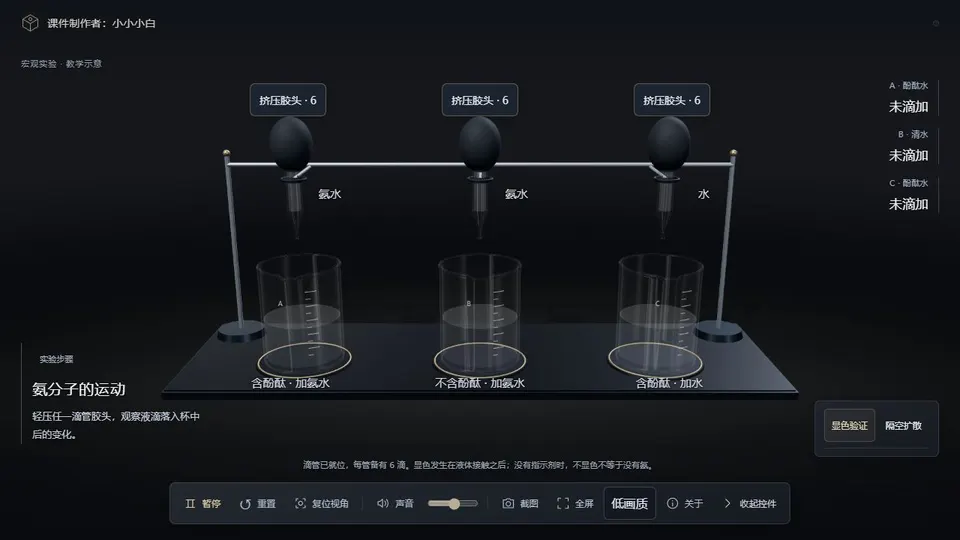 课件制作者：小小小白
宏观实验 · 教学示意
挤压胶头 · 6
挤压胶头 · 6
挤压胶头 · 6
A · 酚酞水
未滴加
B · 清水
未滴加
C · 酚酞水
未滴加
氨水
氨水
水
A
B
C
含酚酞 · 加氨水
不含酚酞 · 加氨水
含酚酞 · 加水
实验步骤
氨分子的运动
轻压任一滴管胶头，观察液滴落入杯中
后的变化。
显色验证
隔空扩散
滴管已就位，每管备有 6 滴。显色发生在液体接触之后；没有指示剂时，不显色不等于没有氨。
暂停
重置
复位视角
声音
截图
全屏
低画质
关于
收起控件